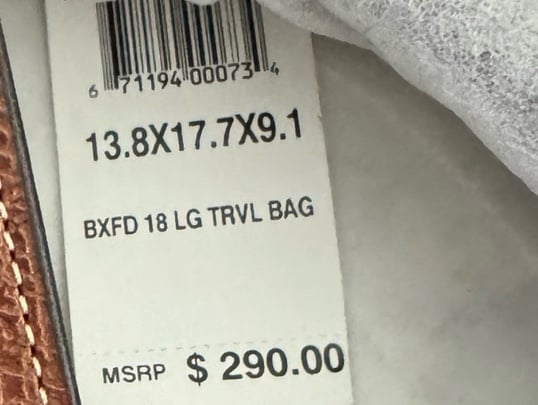 6 71194 00073 4
13.8X17.7X9.1
BXFD 18 LG TRVL BAG
MSRP $ 290.00